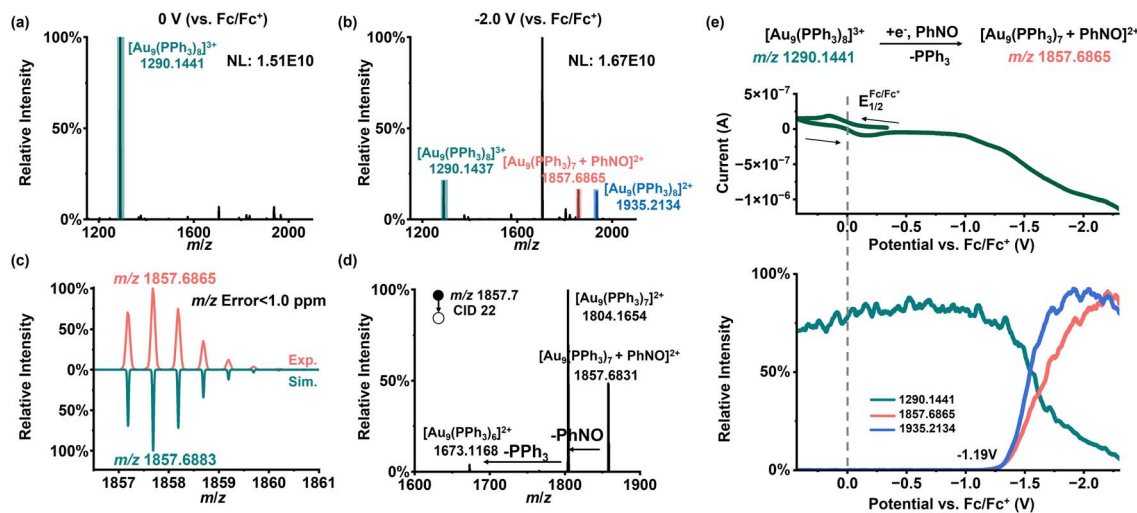 (a)
0 V (vs. Fc/Fc⁺)
[Au₉(PPh₃)₈]³⁺
1290.1441
NL: 1.51E10
Relative Intensity
100%
50%
0%
1200
1600
2000
m/z
(b)
-2.0 V (vs. Fc/Fc⁺)
NL: 1.67E10
[Au₉(PPh₃)₈]³⁺
1290.1437
[Au₉(PPh₃)₇ + PhNO]²⁺
1857.6865
[Au₉(PPh₃)₈]²⁺
1935.2134
Relative Intensity
100%
50%
0%
1200
1600
2000
m/z
(c)
m/z 1857.6865
m/z Error<1.0 ppm
Exp.
Sim.
m/z 1857.6883
Relative Intensity
100%
50%
0%
50%
100%
1857
1858
1859
1860
1861
m/z
(d)
m/z 1857.7
CID 22
[Au₉(PPh₃)₇]²⁺
1804.1654
[Au₉(PPh₃)₇ + PhNO]²⁺
1857.6831
[Au₉(PPh₃)₆]²⁺
1673.1168
-PhNO
-PPh₃
Relative Intensity
100%
50%
0%
1600
1700
1800
1900
m/z
(e)
[Au₉(PPh₃)₈]³⁺ +e⁻, PhNO [Au₉(PPh₃)₇ + PhNO]²⁺
m/z 1290.1441 -PPh₃ m/z 1857.6865
E₁/₂^Fc/Fc⁺
Current (A)
5×10⁻⁷
0
-5×10⁻⁷
-1×10⁻⁶
0.0
-0.5
-1.0
-1.5
-2.0
Potential vs. Fc/Fc⁺ (V)
Relative Intensity
100%
50%
0%
1290.1441
1857.6865
1935.2134
-1.19V
0.0
-0.5
-1.0
-1.5
-2.0
Potential vs. Fc/Fc⁺ (V)